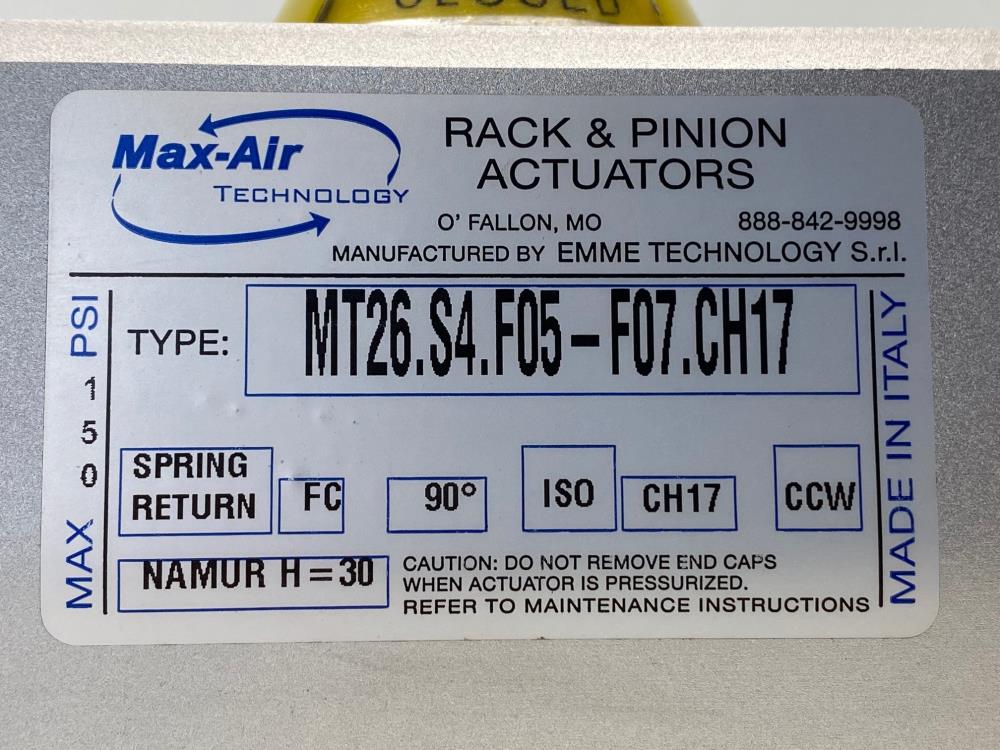 CLOSED
Max-Air
TECHNOLOGY
RACK & PINION
ACTUATORS
O' FALLON, MO 888-842-9998
MANUFACTURED BY EMME TECHNOLOGY S.r.l.
MAX 150 PSI
TYPE: MT26.S4.F05-F07.CH17
SPRING
RETURN
FC
90°
ISO
CH17
CCW
NAMUR H=30
CAUTION: DO NOT REMOVE END CAPS
WHEN ACTUATOR IS PRESSURIZED.
REFER TO MAINTENANCE INSTRUCTIONS
MADE IN ITALY